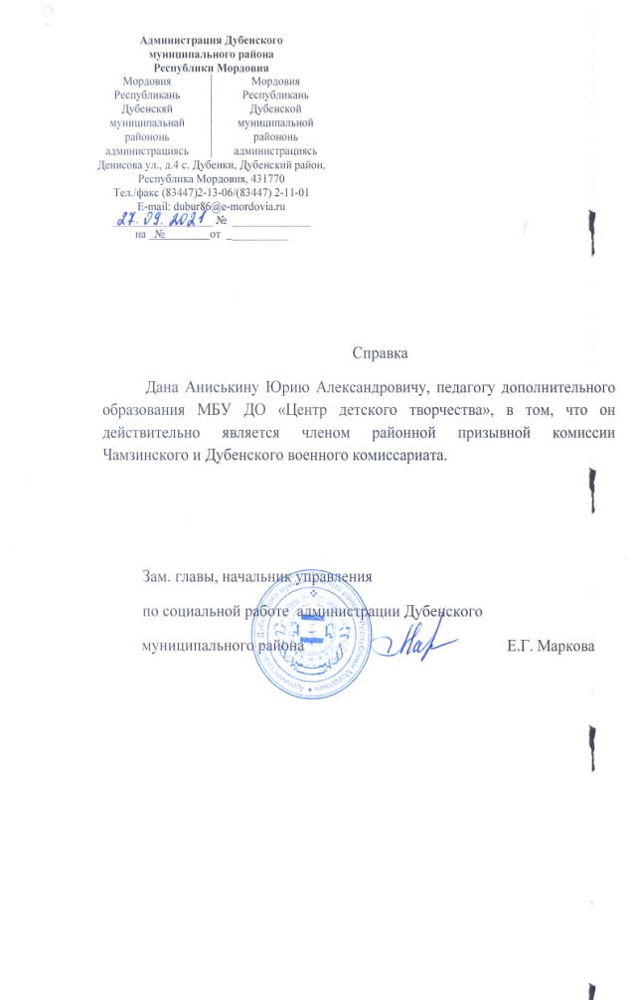 Администрация Дубенского
муниципального района
Республики Мордовия
Мордовия
Республикань
Дубенскяй
муниципальнай
райононь
администрациясь
Мордовия
Республикань
Дубенской
муниципальной
райононь
администрациясь
Денисова ул., д.4 с. Дубенки, Дубенский район,
Республика Мордовия, 431770
Тел./факс (83447)2-13-06/(83447) 2-11-01
E-mail: dubur86@e-mordovia.ru
27.09.2021 № ______________
на _№________от ___________
Справка
Дана Аниськину Юрию Александровичу, педагогу дополнительного
образования МБУ ДО «Центр детского творчества», в том, что он
действительно является членом районной призывной комиссии
Чамзинского и Дубенского военного комиссариата.
Зам. главы, начальник управления
по социальной работе администрации Дубенского
муниципального района Е.Г. Маркова